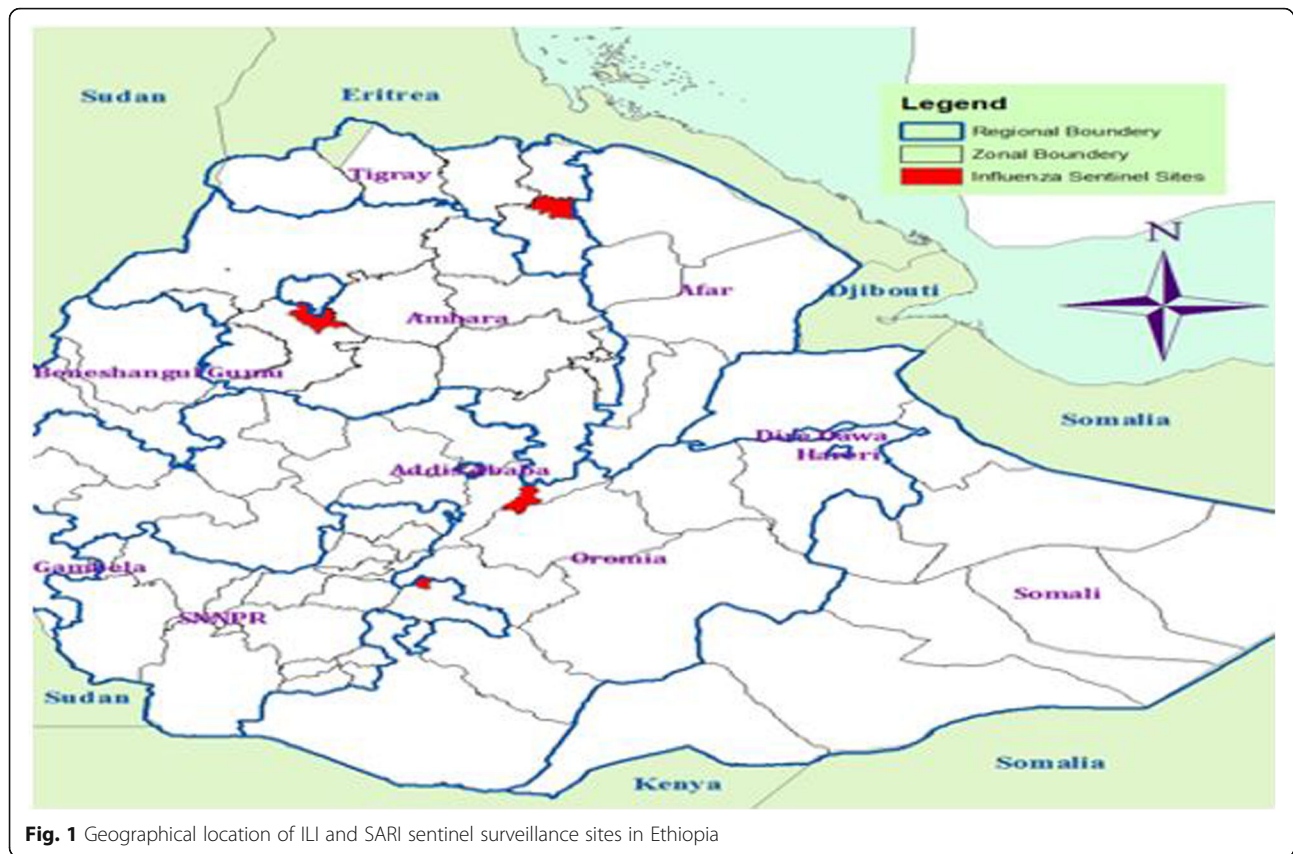 Sudan
Eritrea
Legend
Regional Boundery
Zonal Boundery
Influenza Sentinel Sites
Tigray
N
Afar
Djibouti
Amhara
Beneshangul Gumu
Somalia
Dire Dawa
Hareri
Addis Ababa
Oromia
Gambela
Somali
SNNPR
Sudan
Somalia
Kenya
Fig. 1 Geographical location of ILI and SARI sentinel surveillance sites in Ethiopia